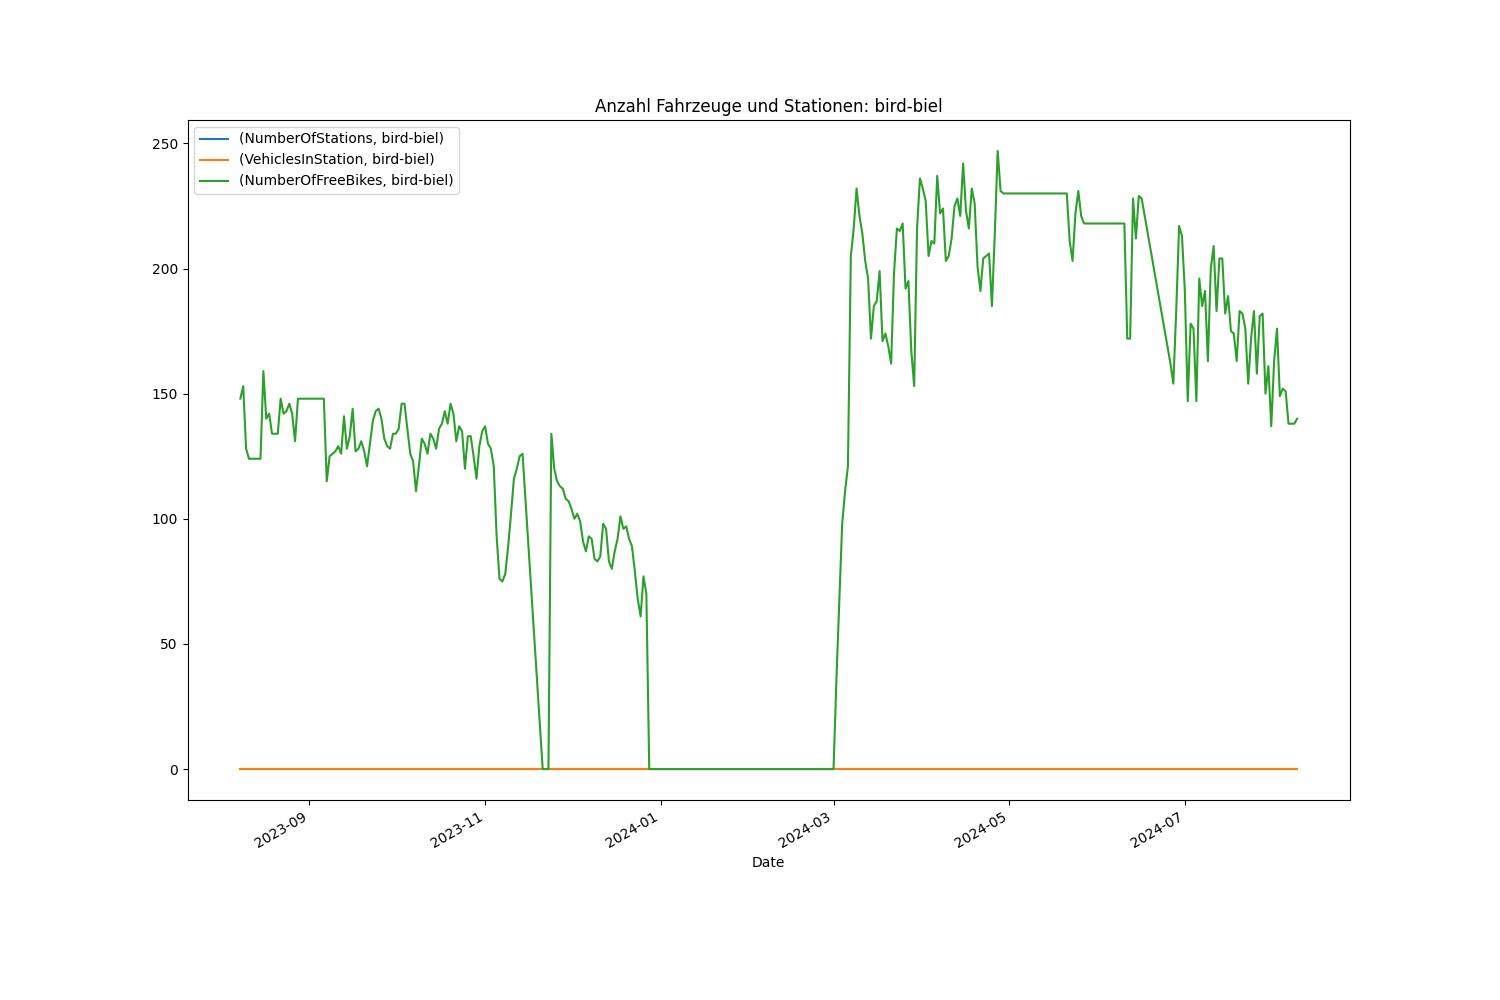 Anzahl Fahrzeuge und Stationen: bird-biel
(NumberOfStations, bird-biel)
(VehiclesInStation, bird-biel)
(NumberOfFreeBikes, bird-biel)
250
200
150
100
50
0
2023-09
2023-11
2024-01
2024-03
2024-05
2024-07
Date